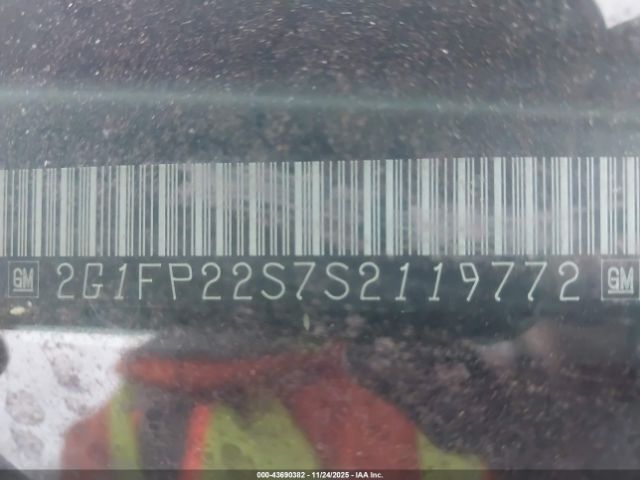 GM 2G1FP22S7S2119772 GM
000-43690382 - 11/24/2025 - IAA Inc.